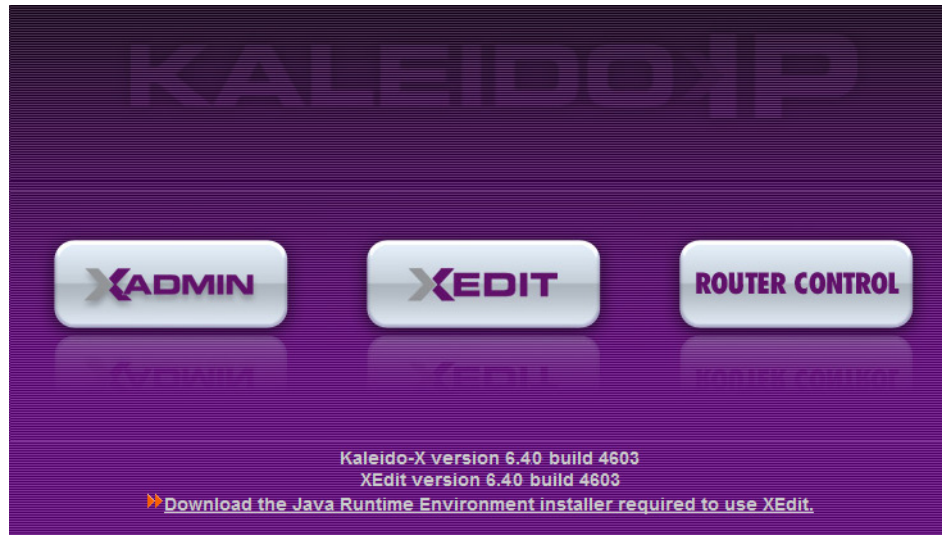 KALEIDO
XADMIN
XEDIT
ROUTER CONTROL
Kaleido-X version 6.40 build 4603
XEdit version 6.40 build 4603
Download the Java Runtime Environment installer required to use XEdit.